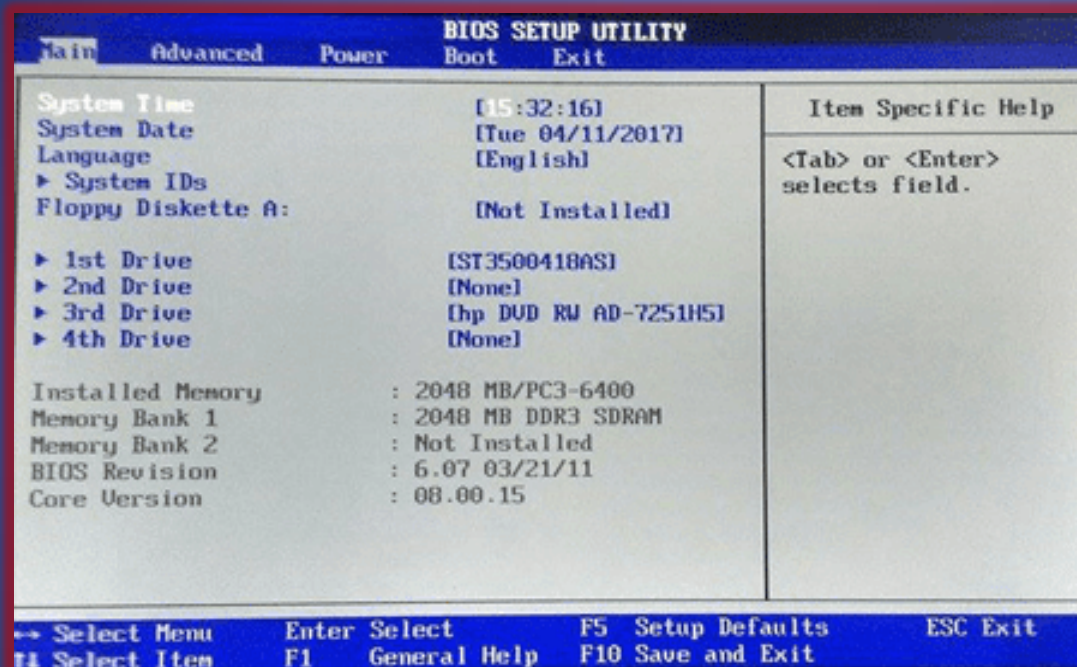 BIOS SETUP UTILITY
Main Advanced Power Boot Exit
System Time [15:32:16]
System Date [Tue 04/11/2017]
Language [English]
▶ System IDs
Floppy Diskette A: [Not Installed]
▶ 1st Drive [ST3500418AS]
▶ 2nd Drive [None]
▶ 3rd Drive [hp DVD RW AD-7251H5]
▶ 4th Drive [None]
Installed Memory : 2048 MB/PC3-6400
Memory Bank 1 : 2048 MB DDR3 SDRAM
Memory Bank 2 : Not Installed
BIOS Revision : 6.07 03/21/11
Core Version : 08.00.15
Item Specific Help
<Tab> or <Enter>
selects field.
↔ Select Menu Enter Select F5 Setup Defaults ESC Exit
↑↓ Select Item F1 General Help F10 Save and Exit